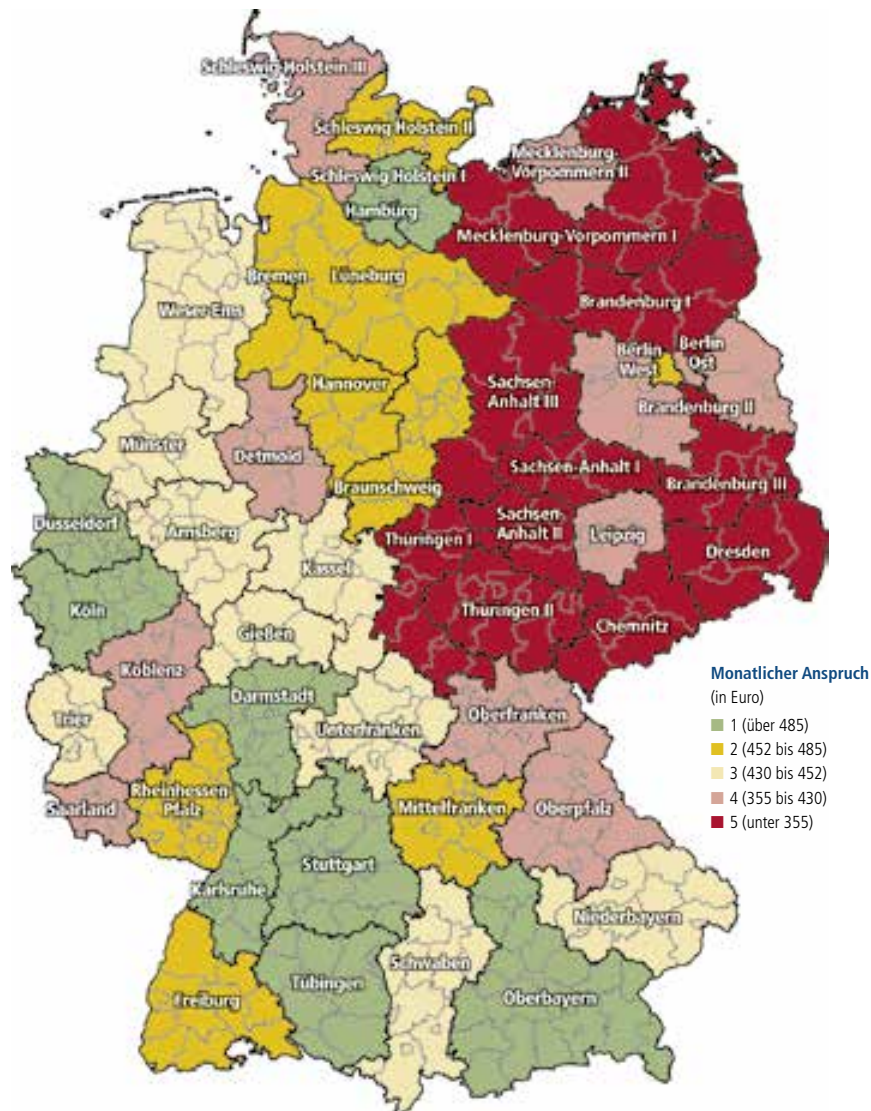 Schleswig-Holstein III
Schleswig Holstein II
Mecklenburg-
Vorpommern II
Schleswig Holstein I
Hamburg
Mecklenburg-Vorpommern I
Bremen
Lüneburg
Brandenburg I
Weser-Ems
Berlin
Ost
Berlin
West
Hannover
Sachsen-
Anhalt III
Brandenburg II
Münster
Detmold
Sachsen-Anhalt I
Braunschweig
Brandenburg III
Düsseldorf
Arnsberg
Sachsen-
Anhalt II
Thüringen I
Leipzig
Dresden
Kassel
Köln
Thüringen II
Gießen
Chemnitz
Koblenz
Darmstadt
Trier
Unterfranken
Oberfranken
Rheinhessen
Pfalz
Saarland
Mittelfranken
Oberpfalz
Stuttgart
Karlsruhe
Niederbayern
Schwaben
Tübingen
Freiburg
Oberbayern
Monatlicher Anspruch
(in Euro)
1 (über 485)
2 (452 bis 485)
3 (430 bis 452)
4 (355 bis 430)
5 (unter 355)